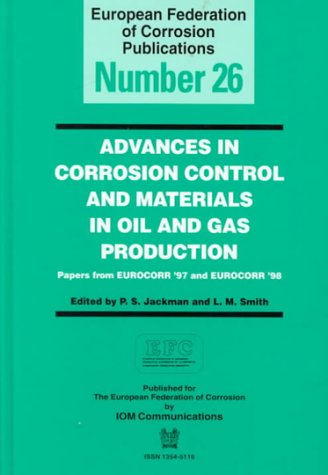 European Federation
of Corrosion
Publications
Number 26
ADVANCES IN
CORROSION CONTROL
AND MATERIALS
IN OIL AND GAS
PRODUCTION
Papers from EUROCORR '97 and EUROCORR '98
Edited by P. S. Jackman and L. M. Smith
EFC
Published for
The European Federation of Corrosion
by
IOM Communications
ISSN 1354-5116